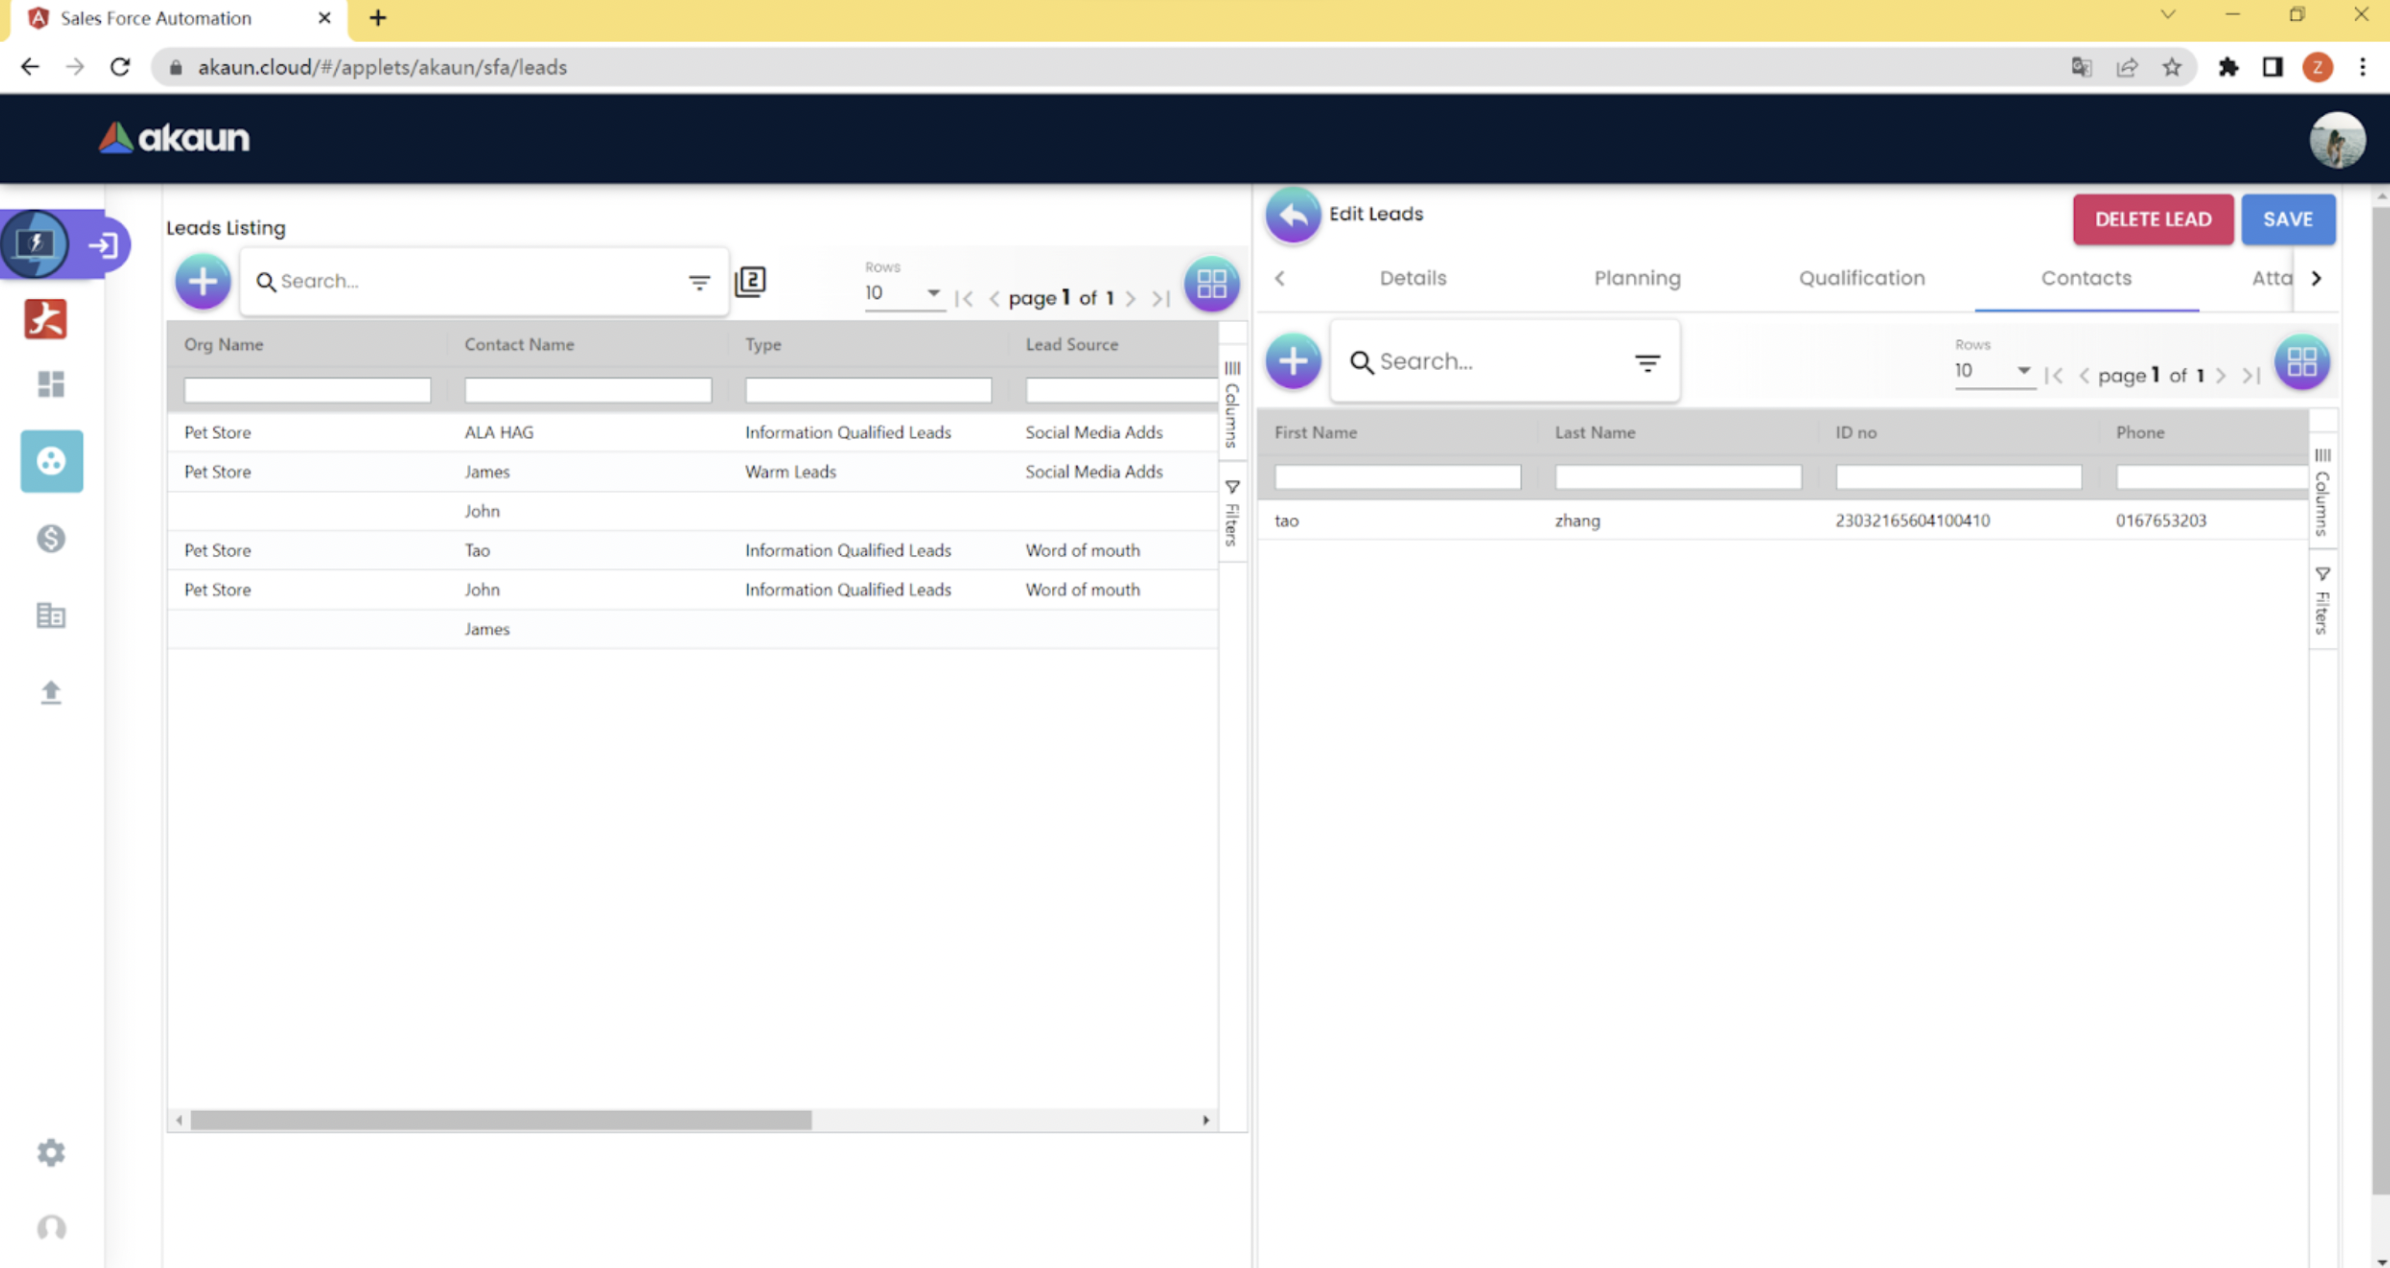 Sales Force Automation
akaun.cloud/#/applets/akaun/sfa/leads
Z
akaun
Leads Listing
Search...
2
Rows
10
page 1 of 1
Org Name Contact Name Type Lead Source
Pet Store ALA HAG Information Qualified Leads Social Media Adds
Pet Store James Warm Leads Social Media Adds
John
Pet Store Tao Information Qualified Leads Word of mouth
Pet Store John Information Qualified Leads Word of mouth
James
Columns
Filters
Edit Leads
DELETE LEAD
SAVE
Details Planning Qualification Contacts Atta
Search...
Rows
10
page 1 of 1
First Name Last Name ID no Phone
tao zhang 23032165604100410 0167653203
Columns
Filters